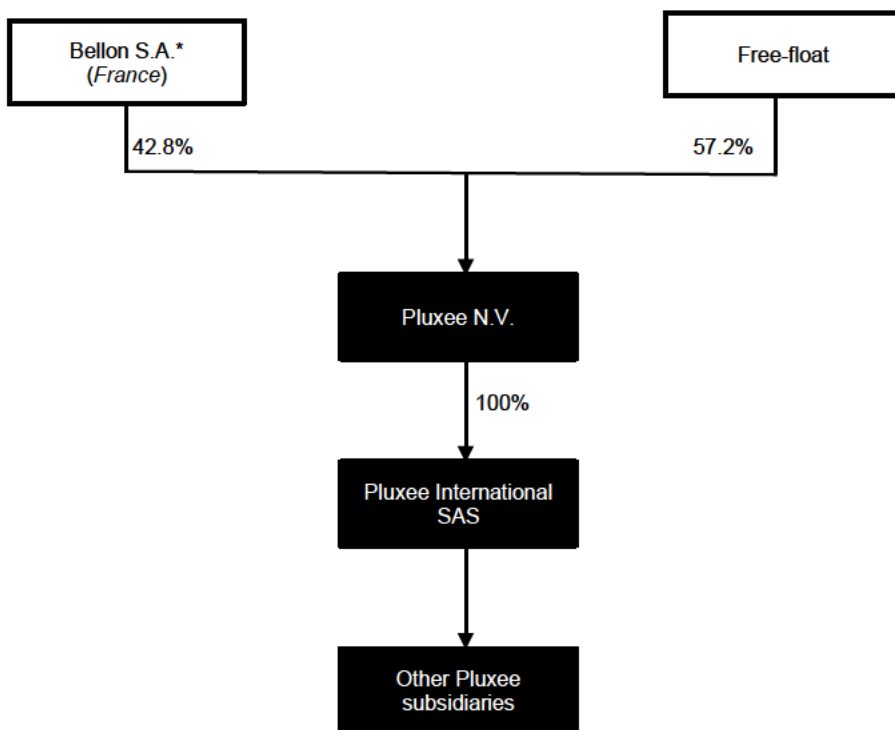 Bellon S.A.*
(France)
Free-float
42.8%
57.2%
Pluxee N.V.
100%
Pluxee International
SAS
Other Pluxee
subsidiaries